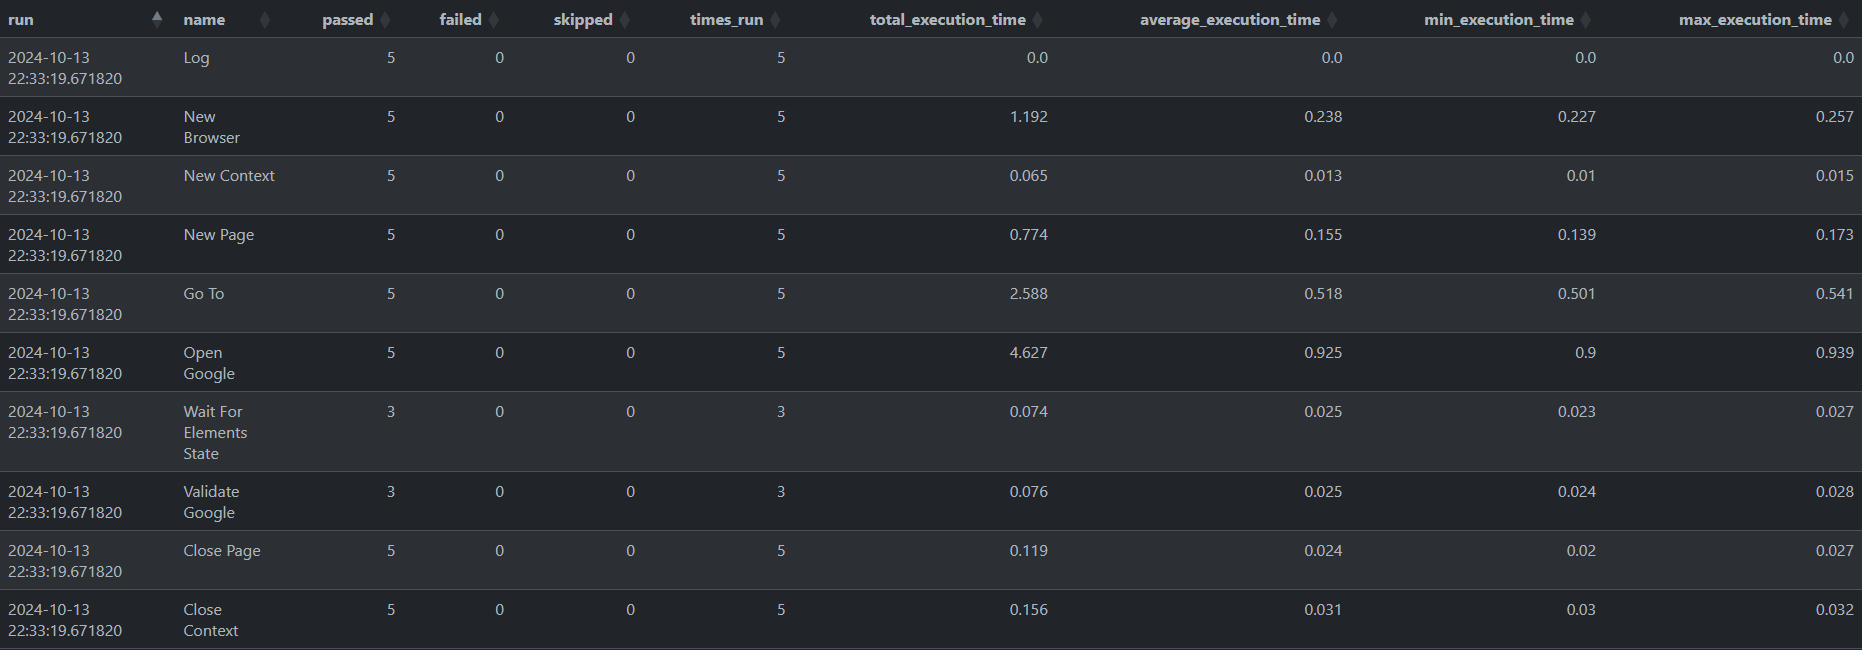 run name passed failed skipped times_run total_execution_time average_execution_time min_execution_time max_execution_time
2024-10-13 Log 5 0 0 5 0.0 0.0 0.0 0.0
22:33:19.671820
2024-10-13 New 5 0 0 5 1.192 0.238 0.227 0.257
22:33:19.671820 Browser
2024-10-13 New Context 5 0 0 5 0.065 0.013 0.01 0.015
22:33:19.671820
2024-10-13 New Page 5 0 0 5 0.774 0.155 0.139 0.173
22:33:19.671820
2024-10-13 Go To 5 0 0 5 2.588 0.518 0.501 0.541
22:33:19.671820
2024-10-13 Open 5 0 0 5 4.627 0.925 0.9 0.939
22:33:19.671820 Google
2024-10-13 Wait For 3 0 0 3 0.074 0.025 0.023 0.027
22:33:19.671820 Elements
State
2024-10-13 Validate 3 0 0 3 0.076 0.025 0.024 0.028
22:33:19.671820 Google
2024-10-13 Close Page 5 0 0 5 0.119 0.024 0.02 0.027
22:33:19.671820
2024-10-13 Close 5 0 0 5 0.156 0.031 0.03 0.032
22:33:19.671820 Context